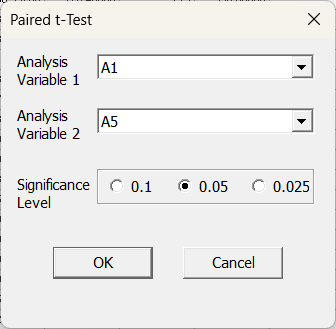 Paired t-Test
Analysis
Variable 1
A1
Analysis
Variable 2
A5
Significance
Level
0.1
0.05
0.025
OK
Cancel